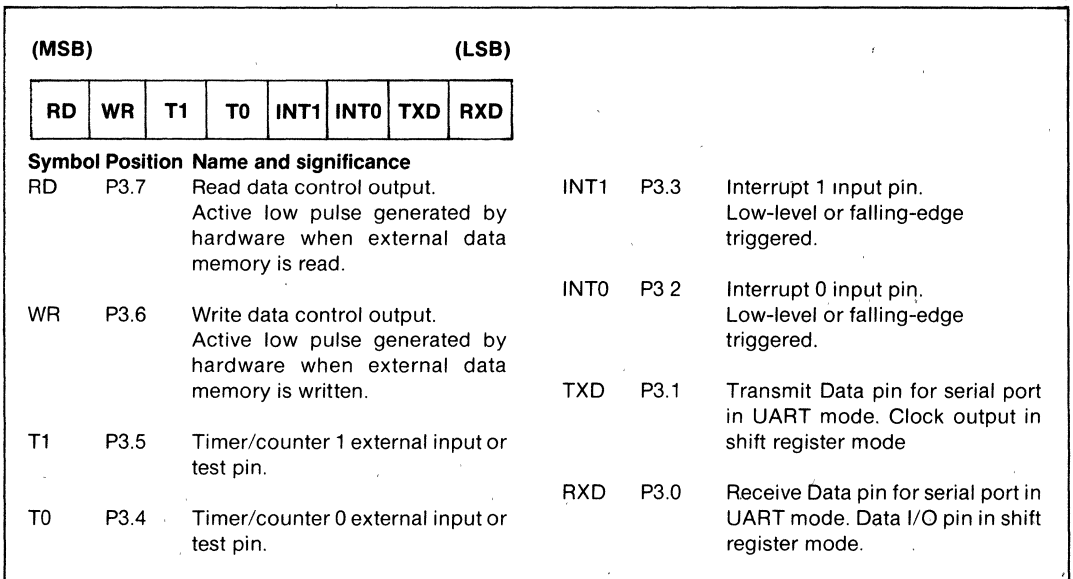 (MSB) (LSB)
RD WR T1 T0 INT1 INT0 TXD RXD
Symbol Position Name and significance
RD P3.7 Read data control output.
Active low pulse generated by
hardware when external data
memory is read.
WR P3.6 Write data control output.
Active low pulse generated by
hardware when external data
memory is written.
T1 P3.5 Timer/counter 1 external input or
test pin.
T0 P3.4 Timer/counter 0 external input or
test pin.
INT1 P3.3 Interrupt 1 input pin.
Low-level or falling-edge
triggered.
INT0 P3 2 Interrupt 0 input pin.
Low-level or falling-edge
triggered.
TXD P3.1 Transmit Data pin for serial port
in UART mode. Clock output in
shift register mode
RXD P3.0 Receive Data pin for serial port in
UART mode. Data I/O pin in shift
register mode.